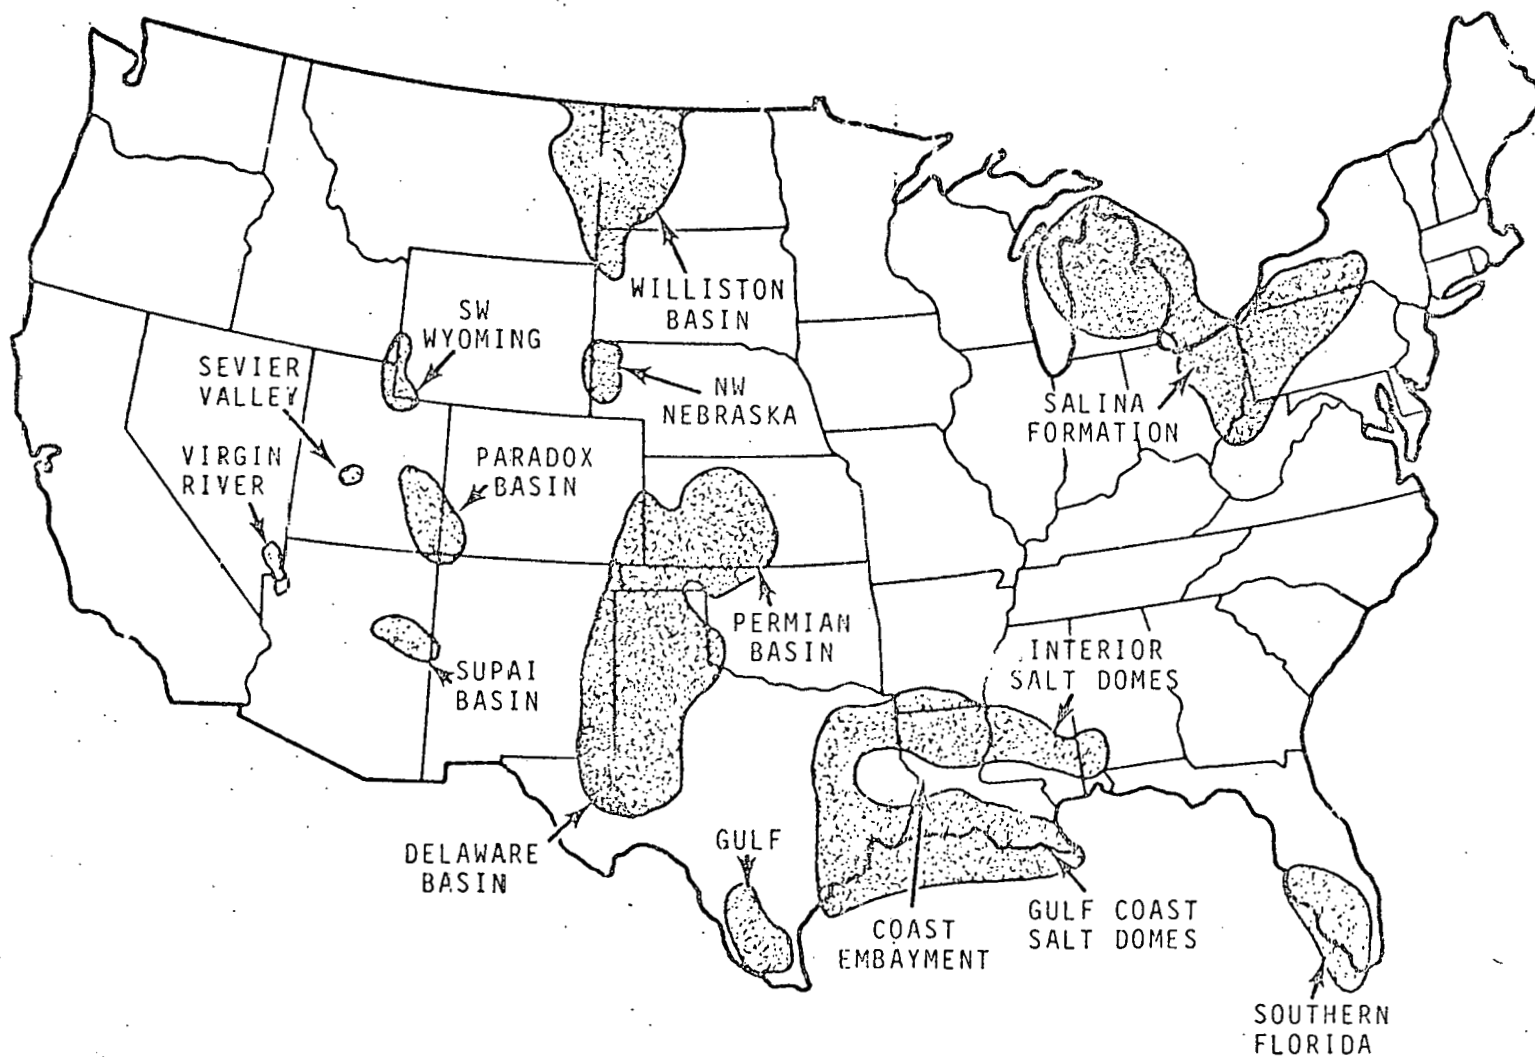 WILLISTON
BASIN
SW
WYOMING
SEVIER
VALLEY
NW
NEBRASKA
SALINA
FORMATION
VIRGIN
RIVER
PARADOX
BASIN
PERMIAN
BASIN
INTERIOR
SALT DOMES
SUPAI
BASIN
DELAWARE
BASIN
GULF
COAST
EMBAYMENT
GULF COAST
SALT DOMES
SOUTHERN
FLORIDA